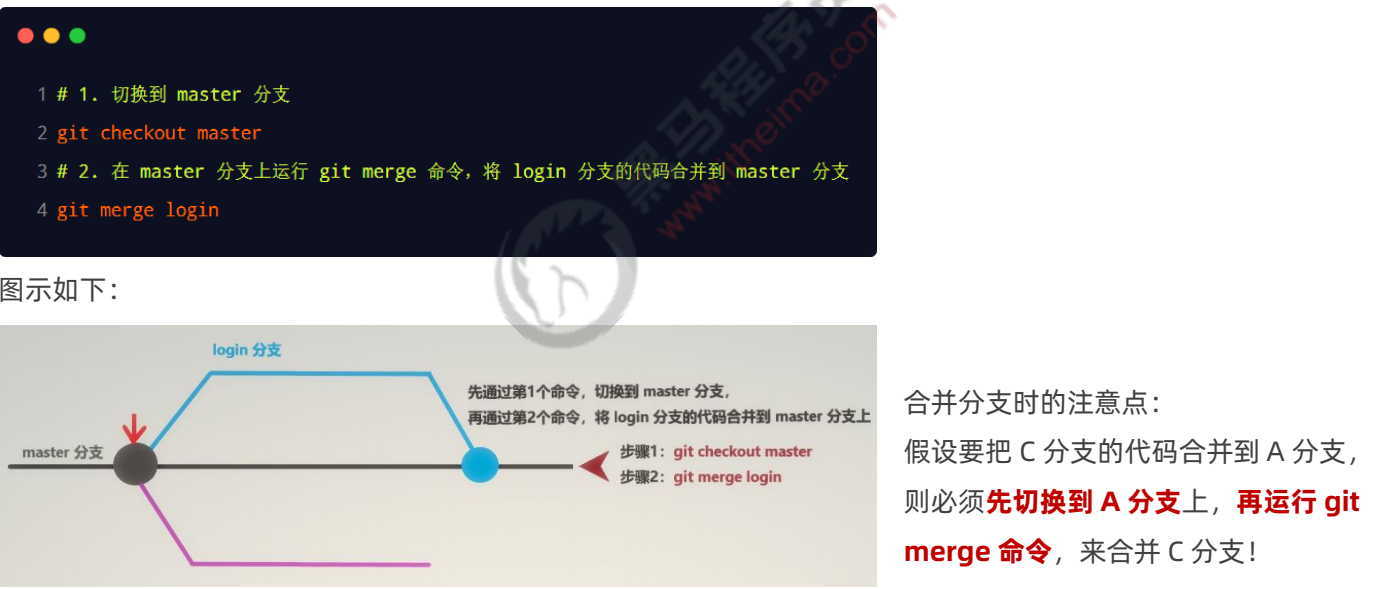 1 # 1. 切换到 master 分支
2 git checkout master
3 # 2. 在 master 分支上运行 git merge 命令，将 login 分支的代码合并到 master 分支
4 git merge login
黑马程序员
www.itheima.com
图示如下：
login 分支
先通过第1个命令，切换到 master 分支，
再通过第2个命令，将 login 分支的代码合并到 master 分支上
master 分支
步骤1：git checkout master
步骤2：git merge login
合并分支时的注意点：
假设要把 C 分支的代码合并到 A 分支，
则必须先切换到 A 分支上，再运行 git
merge 命令，来合并 C 分支！